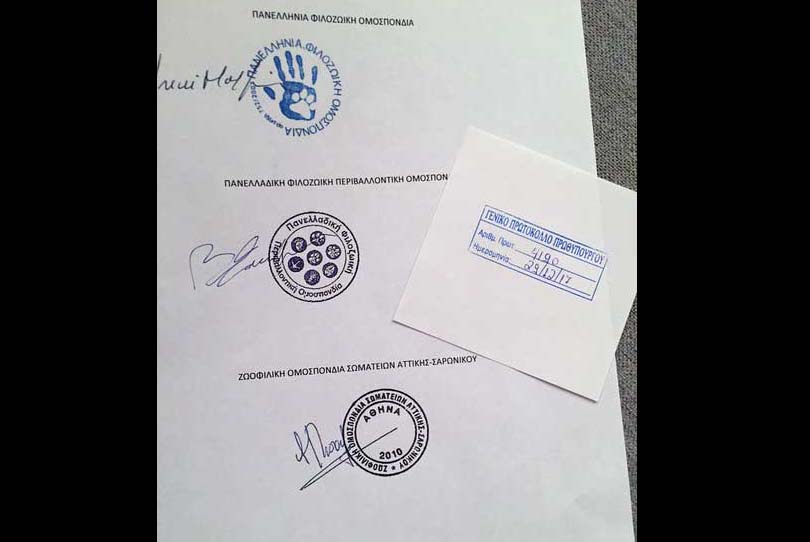 ΠΑΝΕΛΛΗΝΙΑ ΦΙΛΟΖΩΙΚΗ ΟΜΟΣΠΟΝΔΙΑ
ΠΑΝΕΛΛΗΝΙΑ ΦΙΛΟΖΩΙΚΗ ΟΜΟΣΠΟΝΔΙΑ
ΠΑΝΕΛΛΑΔΙΚΗ ΦΙΛΟΖΩΙΚΗ ΠΕΡΙΒΑΛΛΟΝΤΙΚΗ ΟΜΟΣΠΟΝ
Πανελλαδική Φιλοζωική
Περιβαλλοντική Ομοσπονδία
ΓΕΝΙΚΟ ΠΡΩΤΟΚΟΛΛΟ ΠΡΩΘΥΠΟΥΡΓΟΥ
Αριθμ. Πρωτ. 4190
Ημερομηνία: 29/12/17
ΖΩΟΦΙΛΙΚΗ ΟΜΟΣΠΟΝΔΙΑ ΣΩΜΑΤΕΙΩΝ ΑΤΤΙΚΗΣ-ΣΑΡΩΝΙΚΟΥ
ΖΩΟΦΙΛΙΚΗ ΟΜΟΣΠΟΝΔΙΑ ΣΩΜΑΤΕΙΩΝ ΑΤΤΙΚΗΣ-ΣΑΡΩΝΙΚΟΥ
ΑΘΗΝΑ
2010